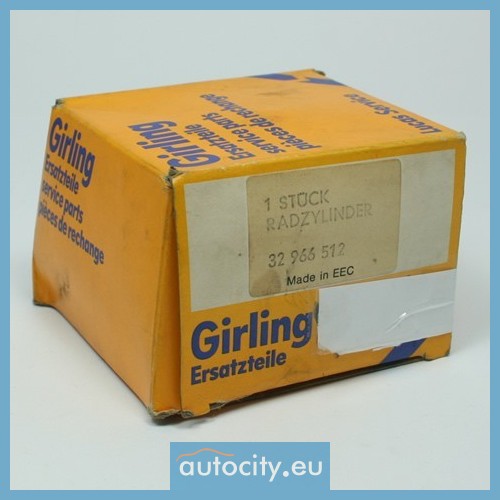 Girling
Ersatzteile
service parts
pièces de rechange
Lucas Service
Girling
Ersatzteile
service parts
pièces de rechange
1 STÜCK
RADZYLINDER
32 966 512
Made in EEC
Girling
Ersatzteile
autocity.eu